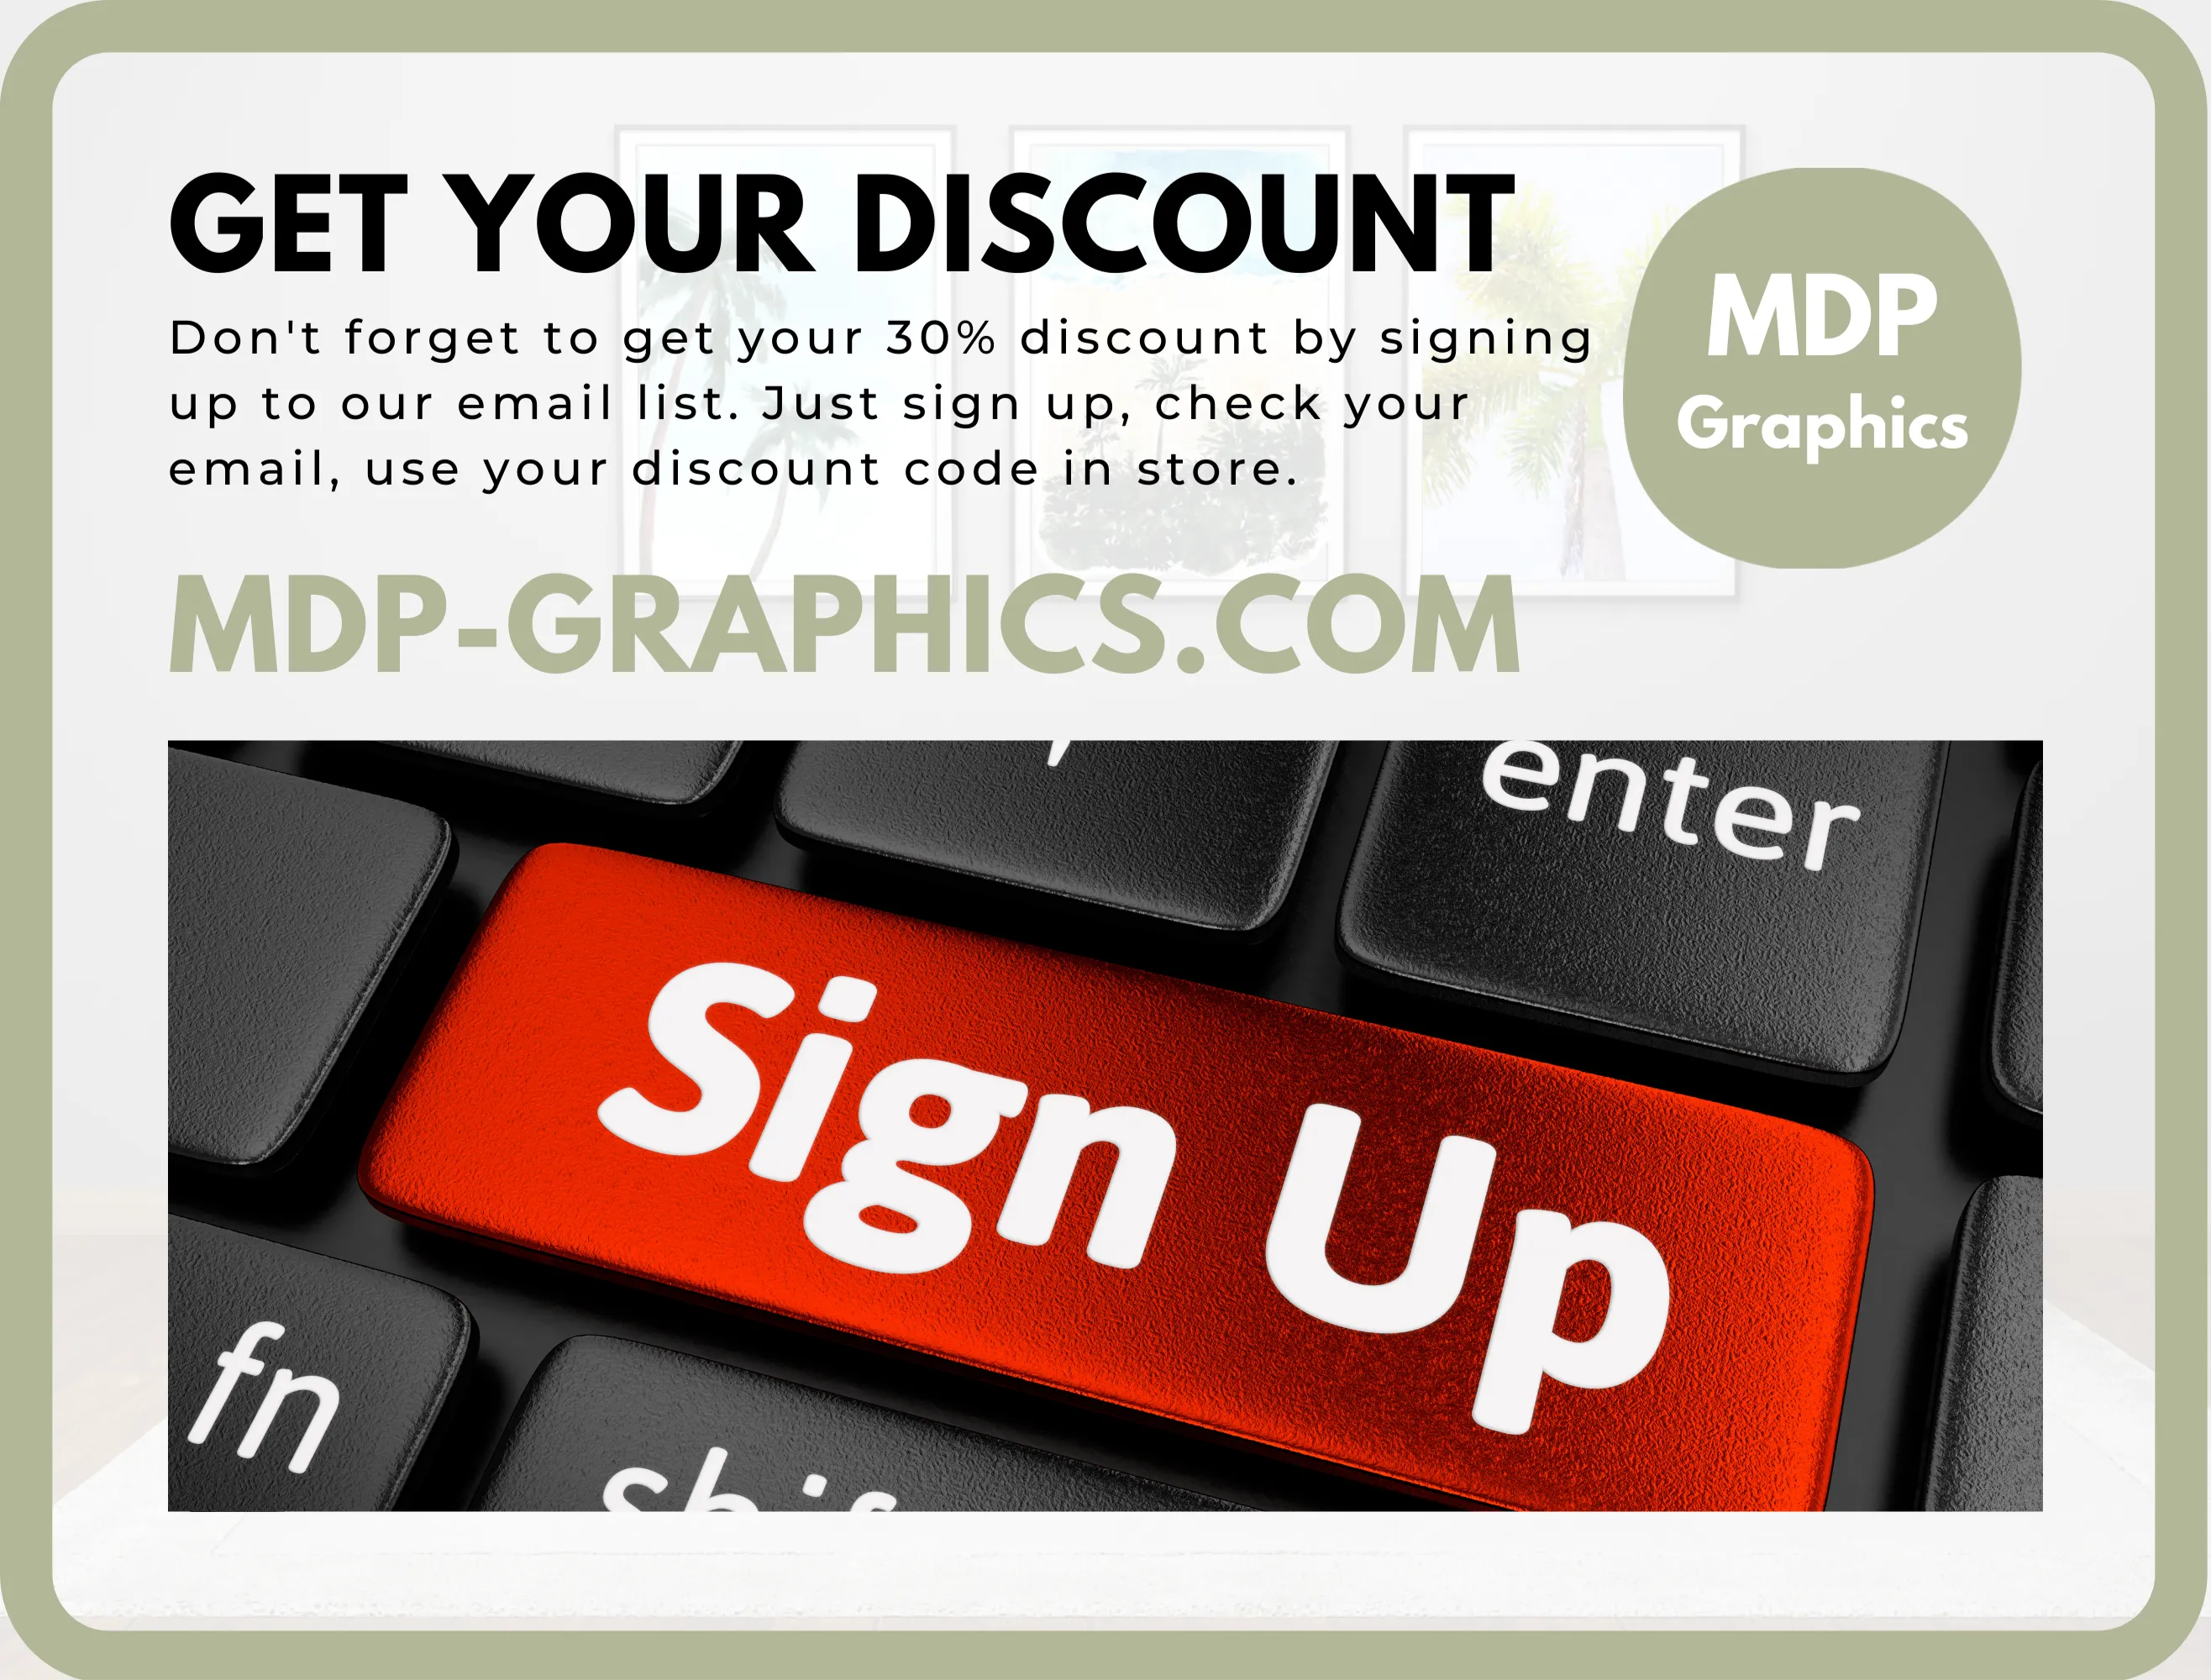 GET YOUR DISCOUNT
Don't forget to get your 30% discount by signing
up to our email list. Just sign up, check your
email, use your discount code in store.
MDP
Graphics
MDP-GRAPHICS.COM
enter
Sign Up
fn